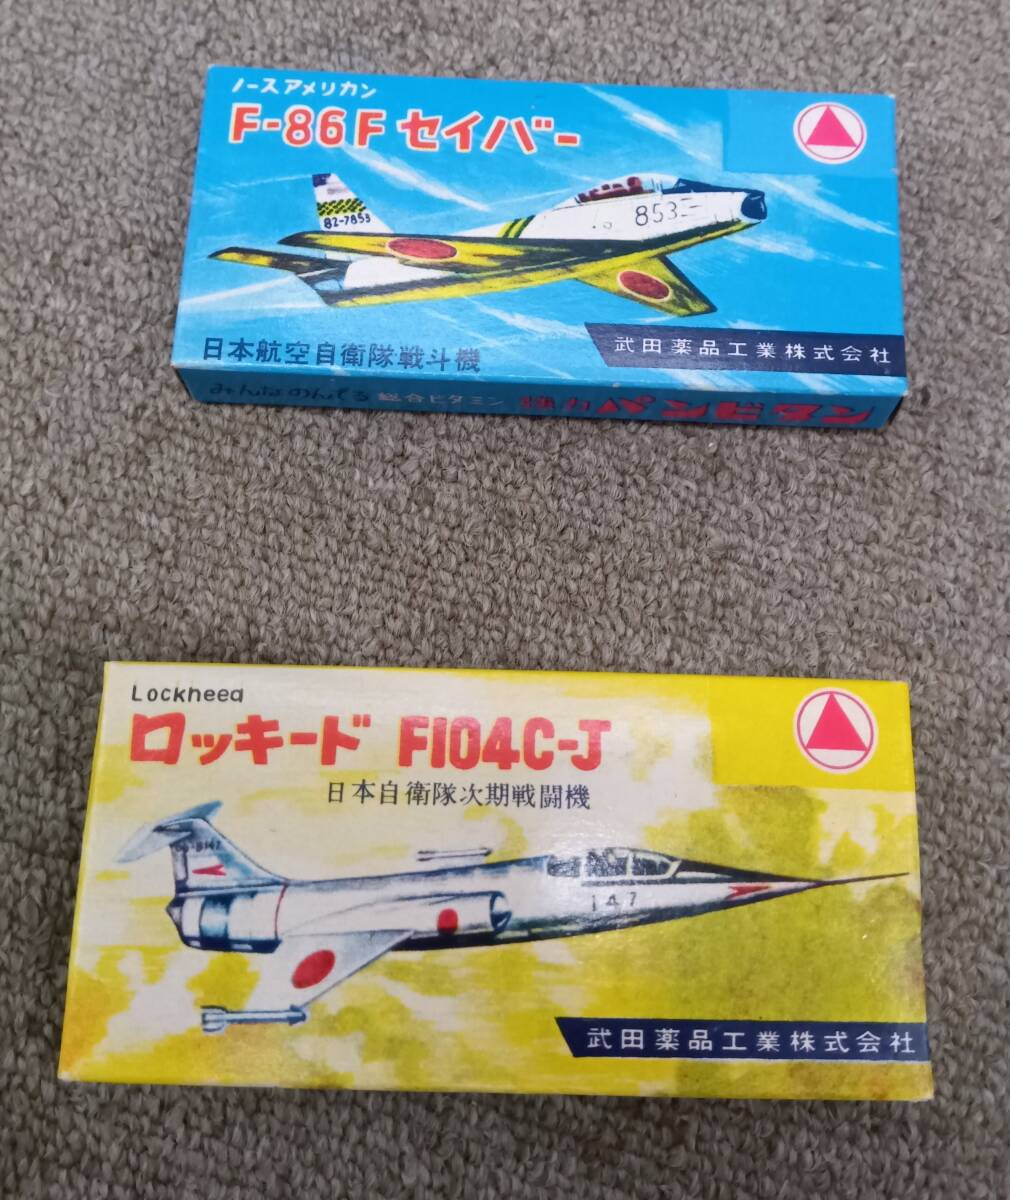 ノースアメリカン
F-86F セイバー
853
82-7853
日本航空自衛隊戦斗機
武田薬品工業株式会社
みんなのんでる 総合ビタミン 強力パンビタン
Lockheed
ロッキード F104C-J
日本自衛隊次期戦闘機
147
武田薬品工業株式会社